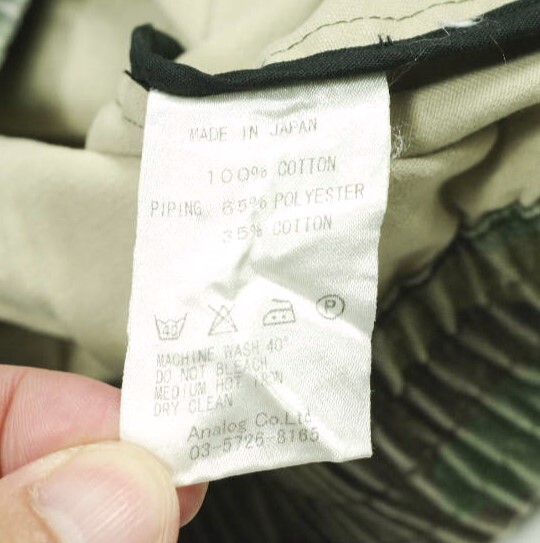 MADE IN JAPAN
100% COTTON
PIPING 65% POLYESTER
35% COTTON
40 P
MACHINE WASH 40°
DO NOT BLEACH
MEDIUM HOT IRON
DRY CLEAN
Analog Co.Ltd
03-5726-8165